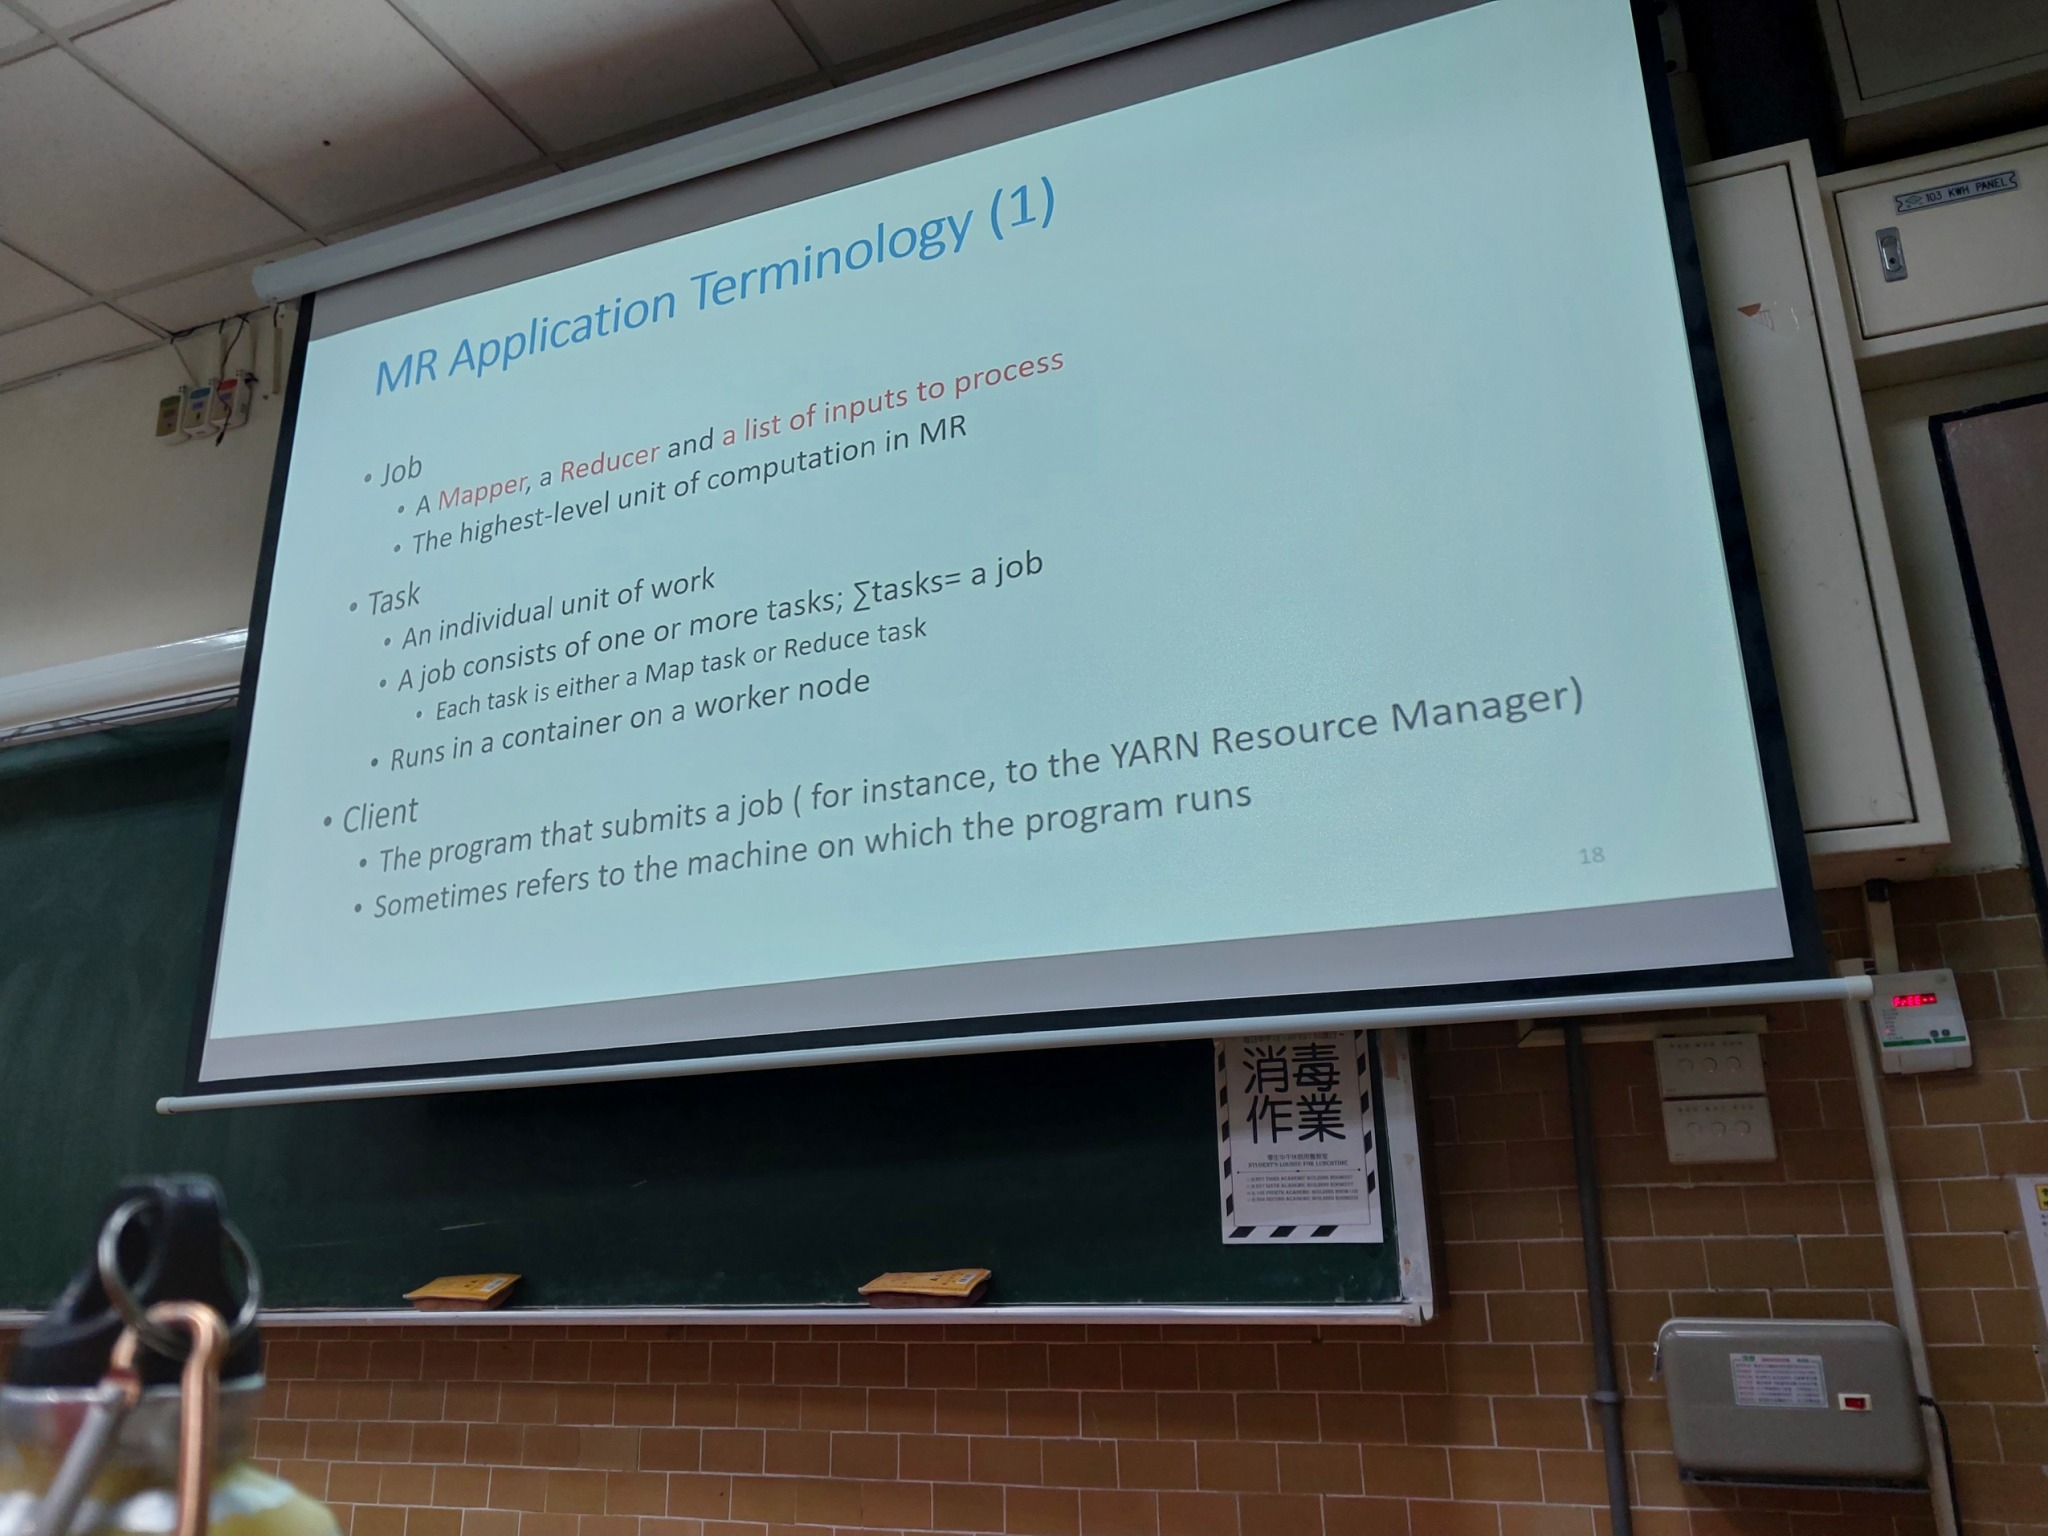 MR Application Terminology (1)
• Job
• A Mapper, a Reducer and a list of inputs to process
• The highest-level unit of computation in MR
• Task
• An individual unit of work
• A job consists of one or more tasks; ∑tasks= a job
• Each task is either a Map task or Reduce task
• Runs in a container on a worker node
• Client
• The program that submits a job ( for instance, to the YARN Resource Manager)
• Sometimes refers to the machine on which the program runs
18
103 KWH PANEL
消毒
作業
STUDENT'S LOUNGE FOR LUNCHTIME